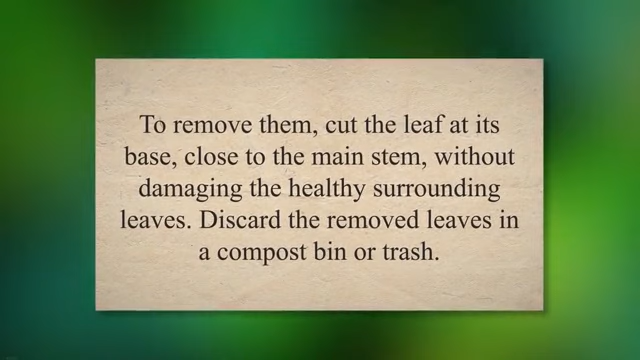 To remove them, cut the leaf at its
base, close to the main stem, without
damaging the healthy surrounding
leaves. Discard the removed leaves in
a compost bin or trash.